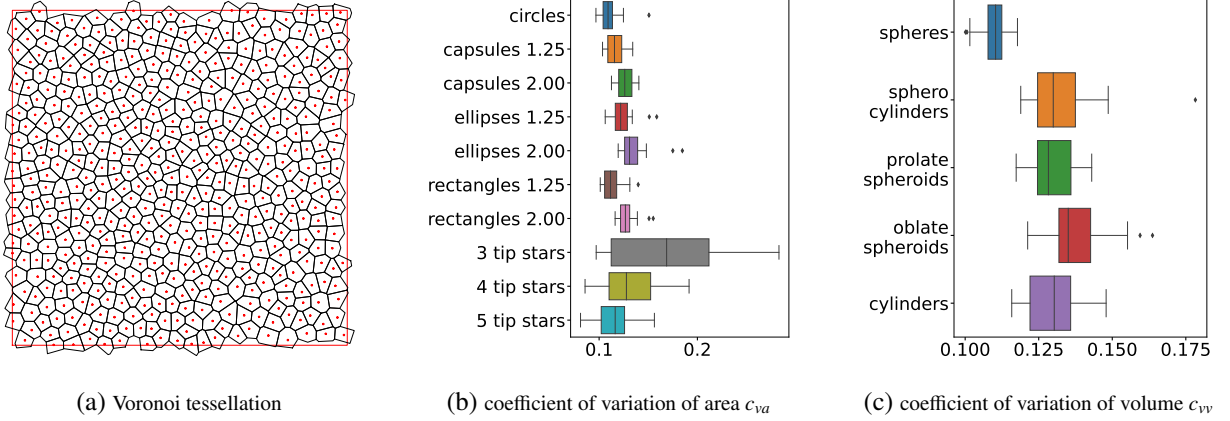 circles
capsules 1.25
capsules 2.00
ellipses 1.25
ellipses 2.00
rectangles 1.25
rectangles 2.00
3 tip stars
4 tip stars
5 tip stars
0.1 0.2
spheres
sphero
cylinders
prolate
spheroids
oblate
spheroids
cylinders
0.100 0.125 0.150 0.175
(a) Voronoi tessellation
(b) coefficient of variation of area cva
(c) coefficient of variation of volume cvv